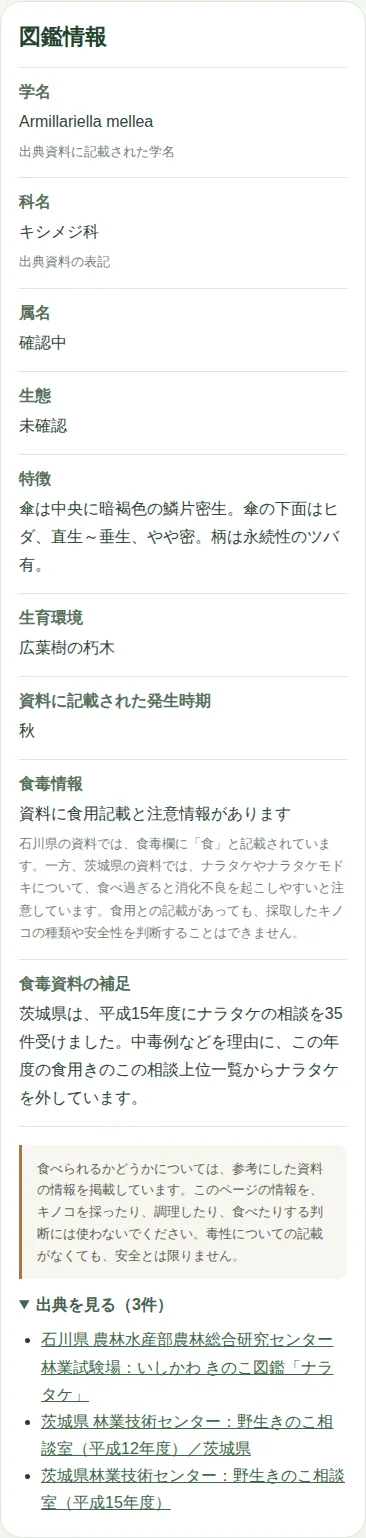 図鑑情報
学名
Armillariella mellea
出典資料に記載された学名
科名
キシメジ科
出典資料の表記
属名
確認中
生態
未確認
特徴
傘は中央に暗褐色の鱗片密生。傘の下面はヒ
ダ、直生～垂生、やや密。柄は永続性のツバ
有。
生育環境
広葉樹の朽木
資料に記載された発生時期
秋
食毒情報
資料に食用記載と注意情報があります
石川県の資料では、食毒欄に「食」と記載されていま
す。一方、茨城県の資料では、ナラタケやナラタケモド
キについて、食べ過ぎると消化不良を起こしやすいと注
意しています。食用との記載があっても、採取したキノ
コの種類や安全性を判断することはできません。
食毒資料の補足
茨城県は、平成15年度にナラタケの相談を35
件受けました。中毒例などを理由に、この年
度の食用きのこの相談上位一覧からナラタケ
を外しています。
食べられるかどうかについては、参考にした資料
の情報を掲載しています。このページの情報を、
キノコを採ったり、調理したり、食べたりする判
断には使わないでください。毒性についての記載
がなくても、安全とは限りません。
▼ 出典を見る（3件）
• 石川県 農林水産部農林総合研究センター
林業試験場：いしかわ きのこ図鑑「ナラ
タケ」
• 茨城県 林業技術センター：野生きのこ相
談室（平成12年度）／茨城県
• 茨城県林業技術センター：野生きのこ相談
室（平成15年度）